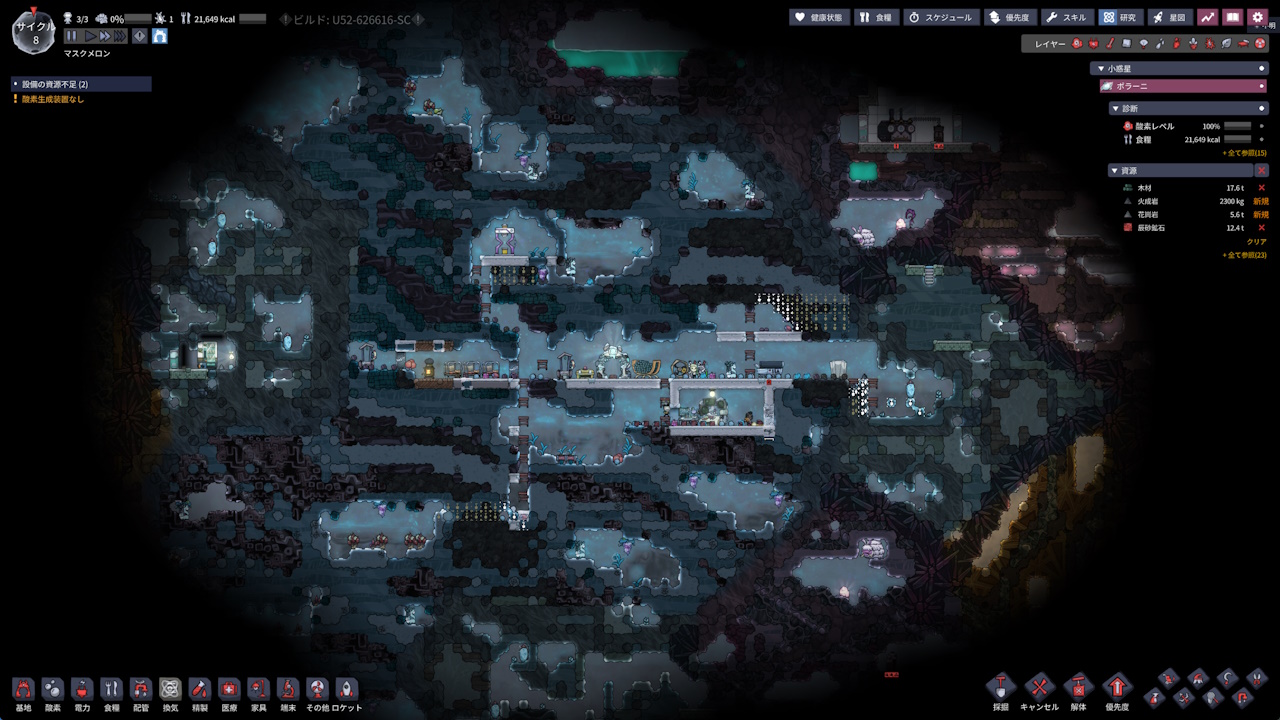 サイクル
8
3/3
0%
1
21,649 kcal
マスクメロン
ビルド: U52-626616-SC
設備の資源不足 (2)
酸素生成装置なし
健康状態
食糧
スケジュール
優先度
スキル
研究
星図
レイヤー
小惑星
ポラーニ
診断
酸素レベル 100%
食糧 21,649 kcal
+ 全て参照(15)
資源
木材 17.6 t
火成岩 2300 kg 新規
花崗岩 5.6 t 新規
辰砂鉱石 12.4 t
クリア
+ 全て参照(23)
基地
酸素
電力
食糧
配管
換気
精製
医療
家具
端末
その他
ロケット
採掘
キャンセル
解体
優先度